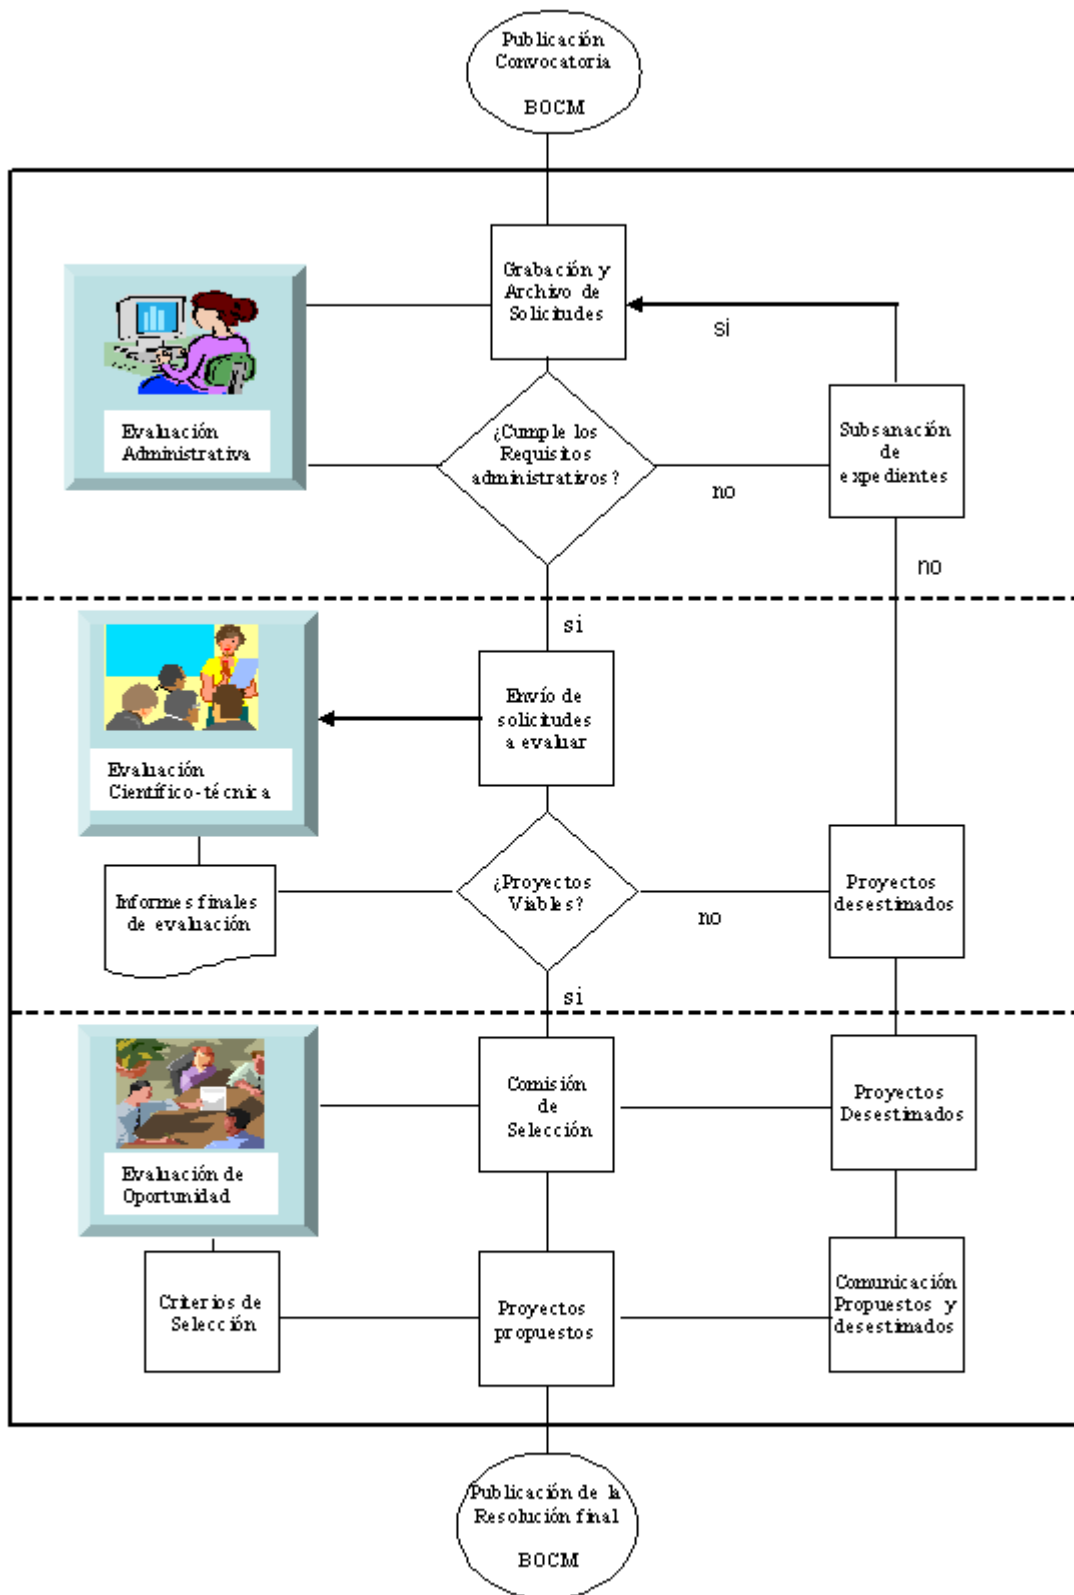 Publicación
Convocatoria
BOCM
Grabación y
Archivo de
Solicitudes
si
Evaluación
Administrativa
¿Cumple los
Requisitos
administrativos?
no
Subsanación
de
expedientes
no
si
Envío de
solicitudes
a evaluar
Evaluación
Científico-técnica
Informes finales
de evaluación
¿Proyectos
Viables?
no
Proyectos
desestimados
si
Comisión
de
Selección
Proyectos
Desestimados
Evaluación de
Oportunidad
Criterios de
Selección
Proyectos
propuestos
Comunicación
Propuestos y
desestimados
Publicación de la
Resolución final
BOCM